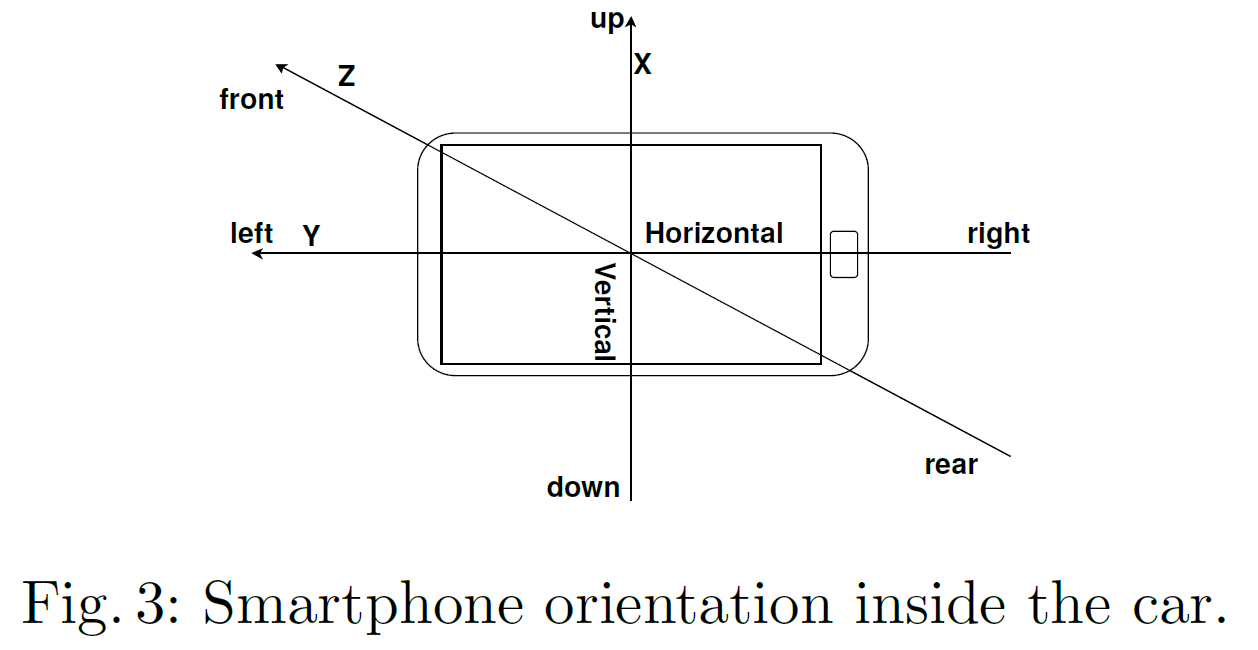 up
X
Z
front
left Y
Horizontal
right
Vertical
rear
down
Fig. 3: Smartphone orientation inside the car.